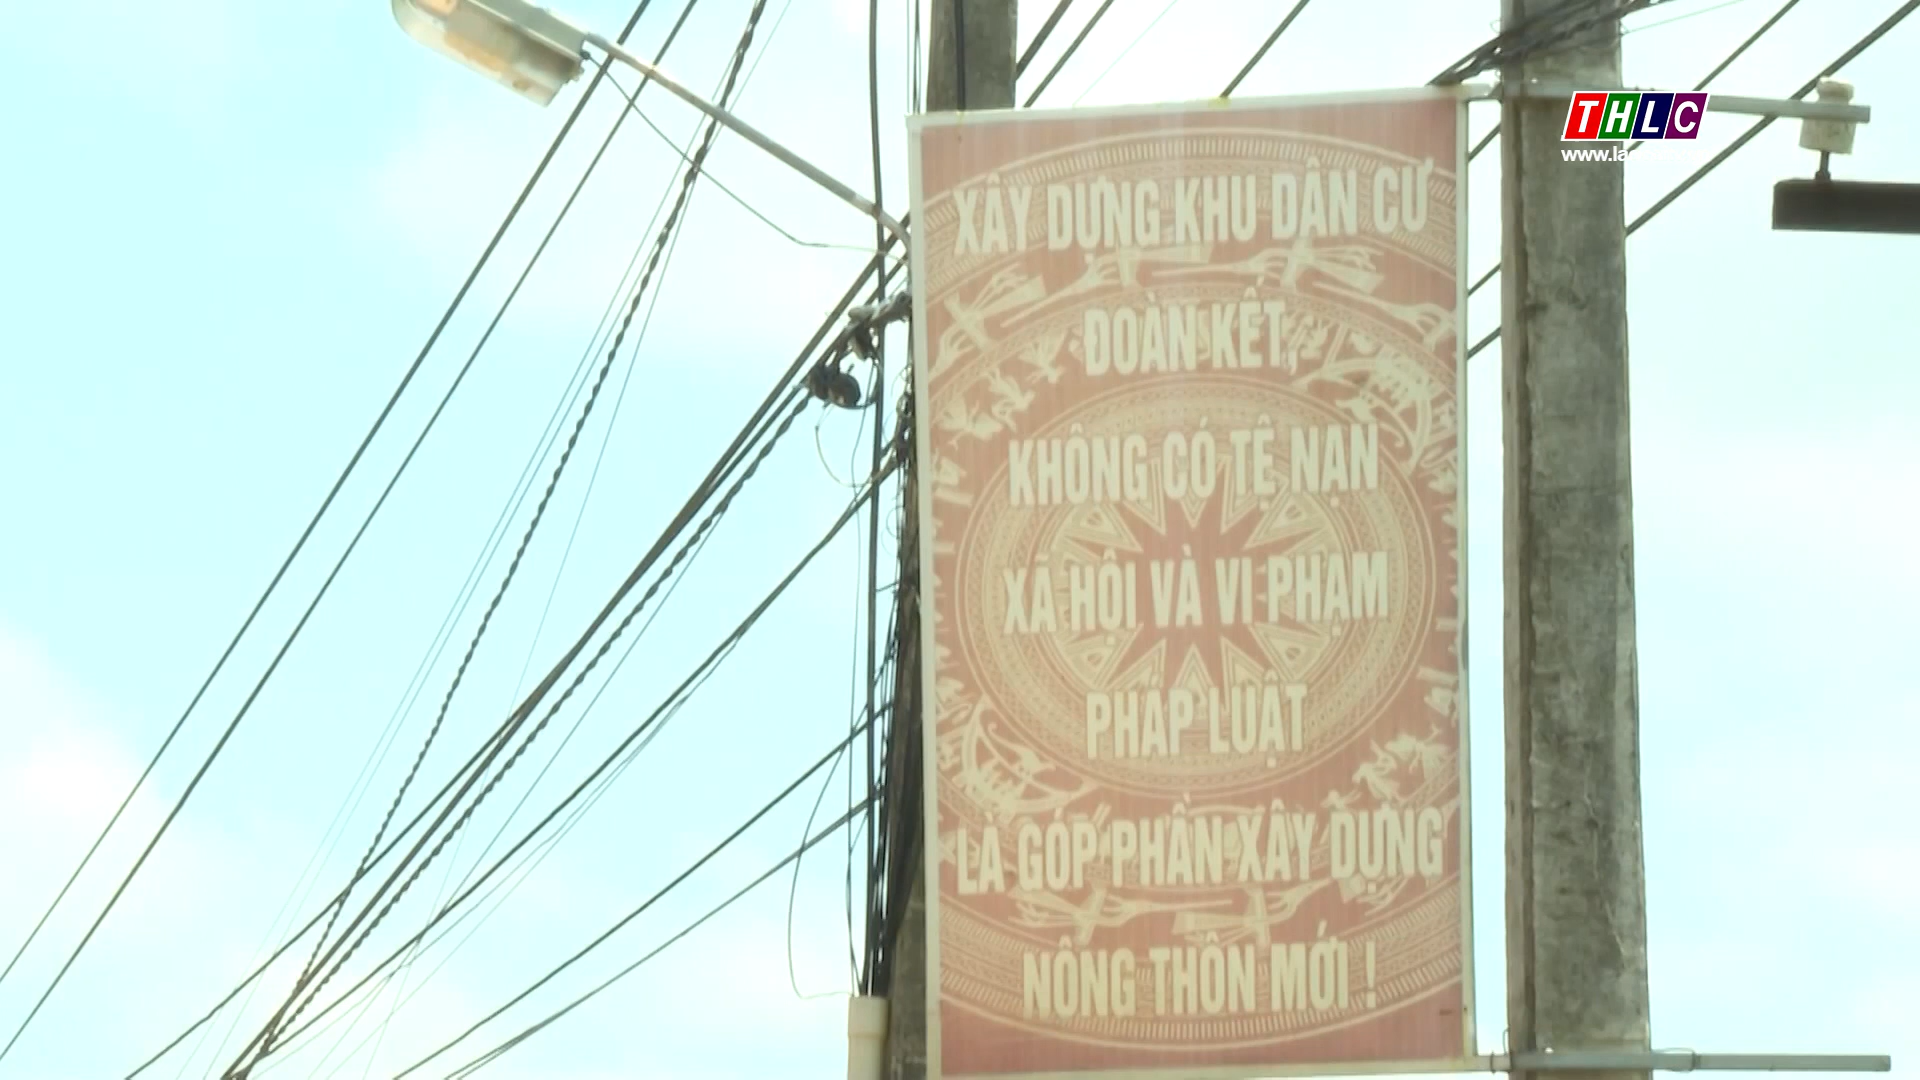 THLC
XÂY DỰNG KHU DÂN CƯ
ĐOÀN KẾT,
KHÔNG CÓ TỆ NẠN
XÃ HỘI VÀ VI PHẠM
PHÁP LUẬT
LÀ GÓP PHẦN XÂY DỰNG
NÔNG THÔN MỚI !